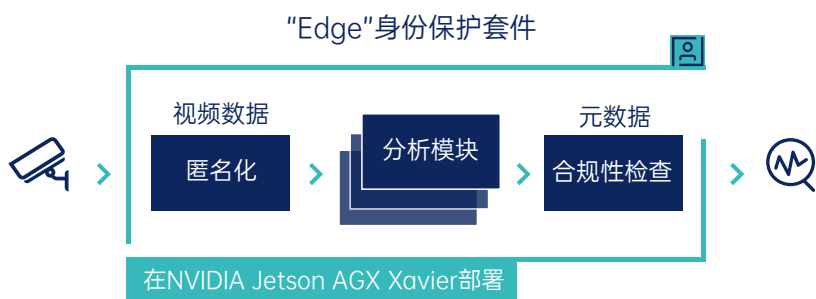 “Edge”身份保护套件
视频数据
匿名化
分析模块
元数据
合规性检查
在NVIDIA Jetson AGX Xavier部署